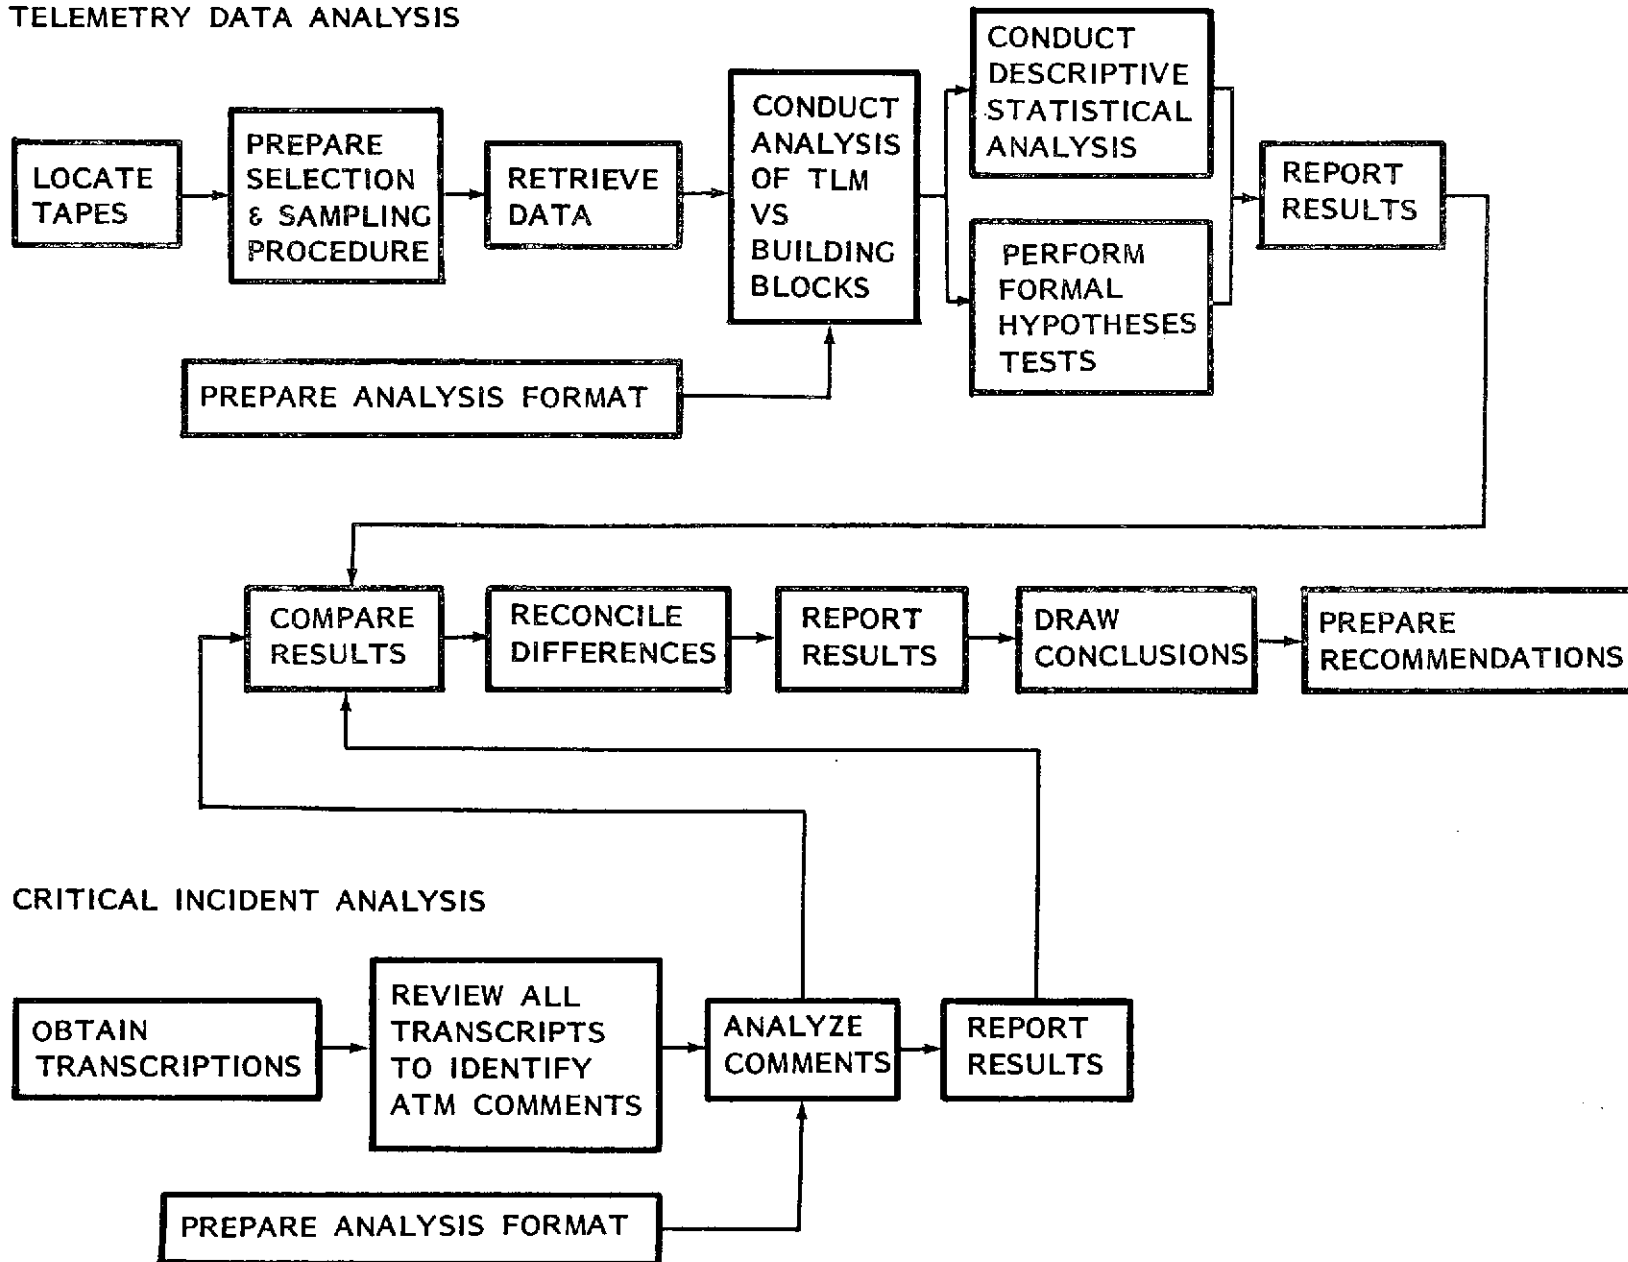 TELEMETRY DATA ANALYSIS
LOCATE
TAPES
PREPARE
SELECTION
& SAMPLING
PROCEDURE
RETRIEVE
DATA
CONDUCT
ANALYSIS
OF TLM
VS
BUILDING
BLOCKS
CONDUCT
DESCRIPTIVE
STATISTICAL
ANALYSIS
PERFORM
FORMAL
HYPOTHESES
TESTS
REPORT
RESULTS
PREPARE ANALYSIS FORMAT
COMPARE
RESULTS
RECONCILE
DIFFERENCES
REPORT
RESULTS
DRAW
CONCLUSIONS
PREPARE
RECOMMENDATIONS
CRITICAL INCIDENT ANALYSIS
OBTAIN
TRANSCRIPTIONS
REVIEW ALL
TRANSCRIPTS
TO IDENTIFY
ATM COMMENTS
ANALYZE
COMMENTS
REPORT
RESULTS
PREPARE ANALYSIS FORMAT